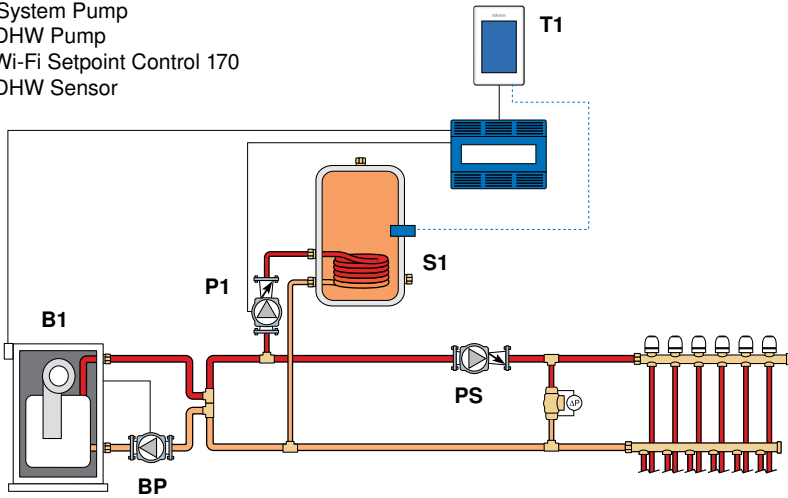 System Pump
DHW Pump
Wi-Fi Setpoint Control 170
DHW Sensor
T1
S1
P1
B1
PS
ΔP
BP